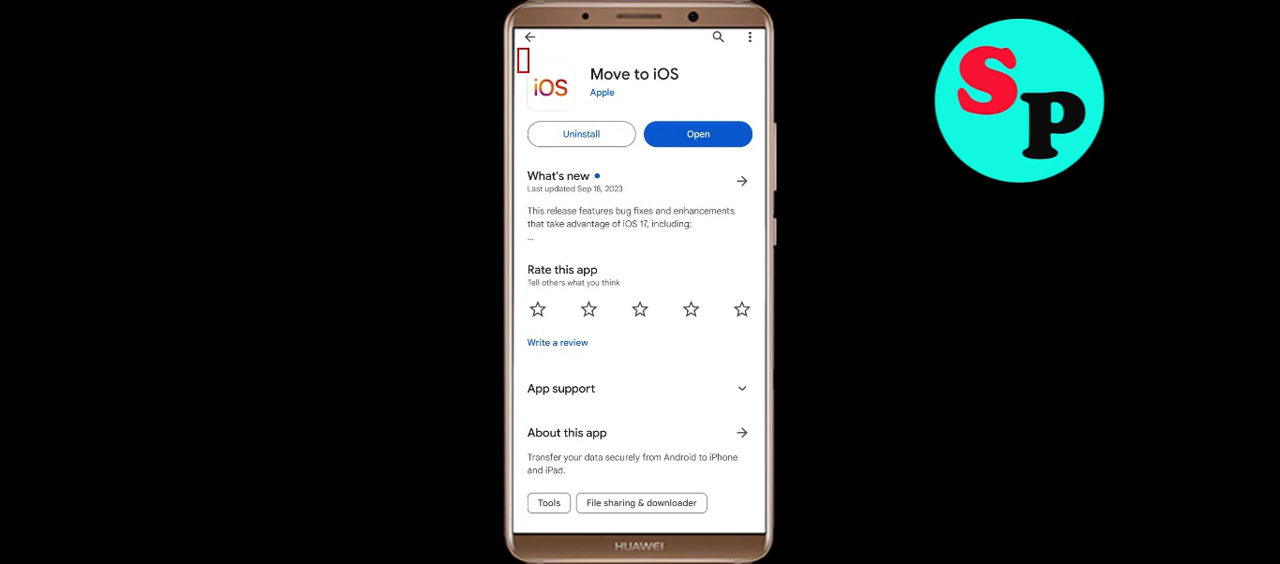 Move to iOS
iOS
Apple
Uninstall
Open
What's new
Last updated Sep 18, 2023
This release features bug fixes and enhancements
that take advantage of iOS 17, including:
...
Rate this app
Tell others what you think
Write a review
App support
About this app
Transfer your data securely from Android to iPhone
and iPad.
Tools
File sharing & downloader
HUAWEI
SP